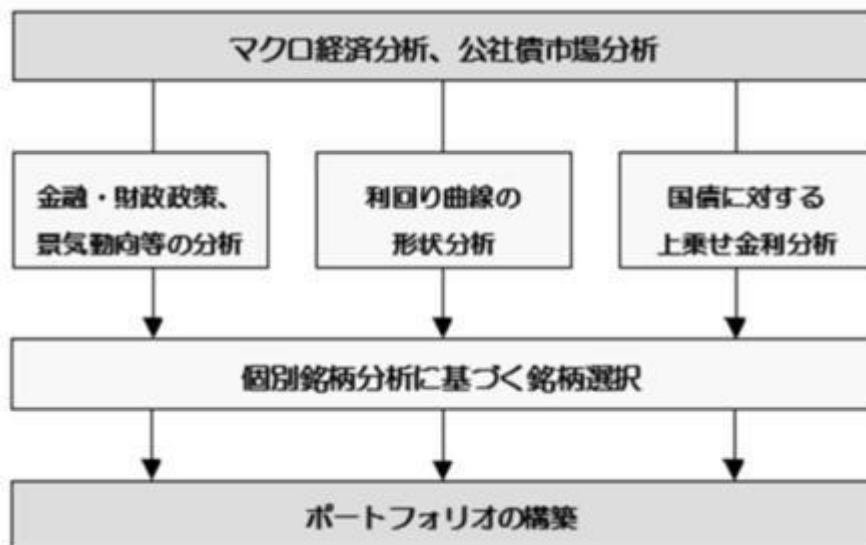 マクロ経済分析、公社債市場分析
金融・財政政策、
景気動向等の分析
利回り曲線の
形状分析
国債に対する
上乗せ金利分析
個別銘柄分析に基づく銘柄選択
ポートフォリオの構築